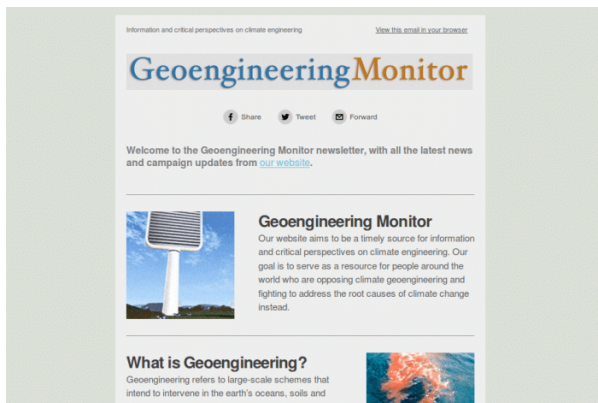 Information and critical perspectives on climate engineering
View this email in your browser
GeoengineeringMonitor
Share
Tweet
Forward
Welcome to the Geoengineering Monitor newsletter, with all the latest news
and campaign updates from our website.
Geoengineering Monitor
Our website aims to be a timely source for information
and critical perspectives on climate engineering. Our
goal is to serve as a resource for people around the
world who are opposing climate geoengineering and
fighting to address the root causes of climate change
instead.
What is Geoengineering?
Geoengineering refers to large-scale schemes that
intend to intervene in the earth's oceans, soils and